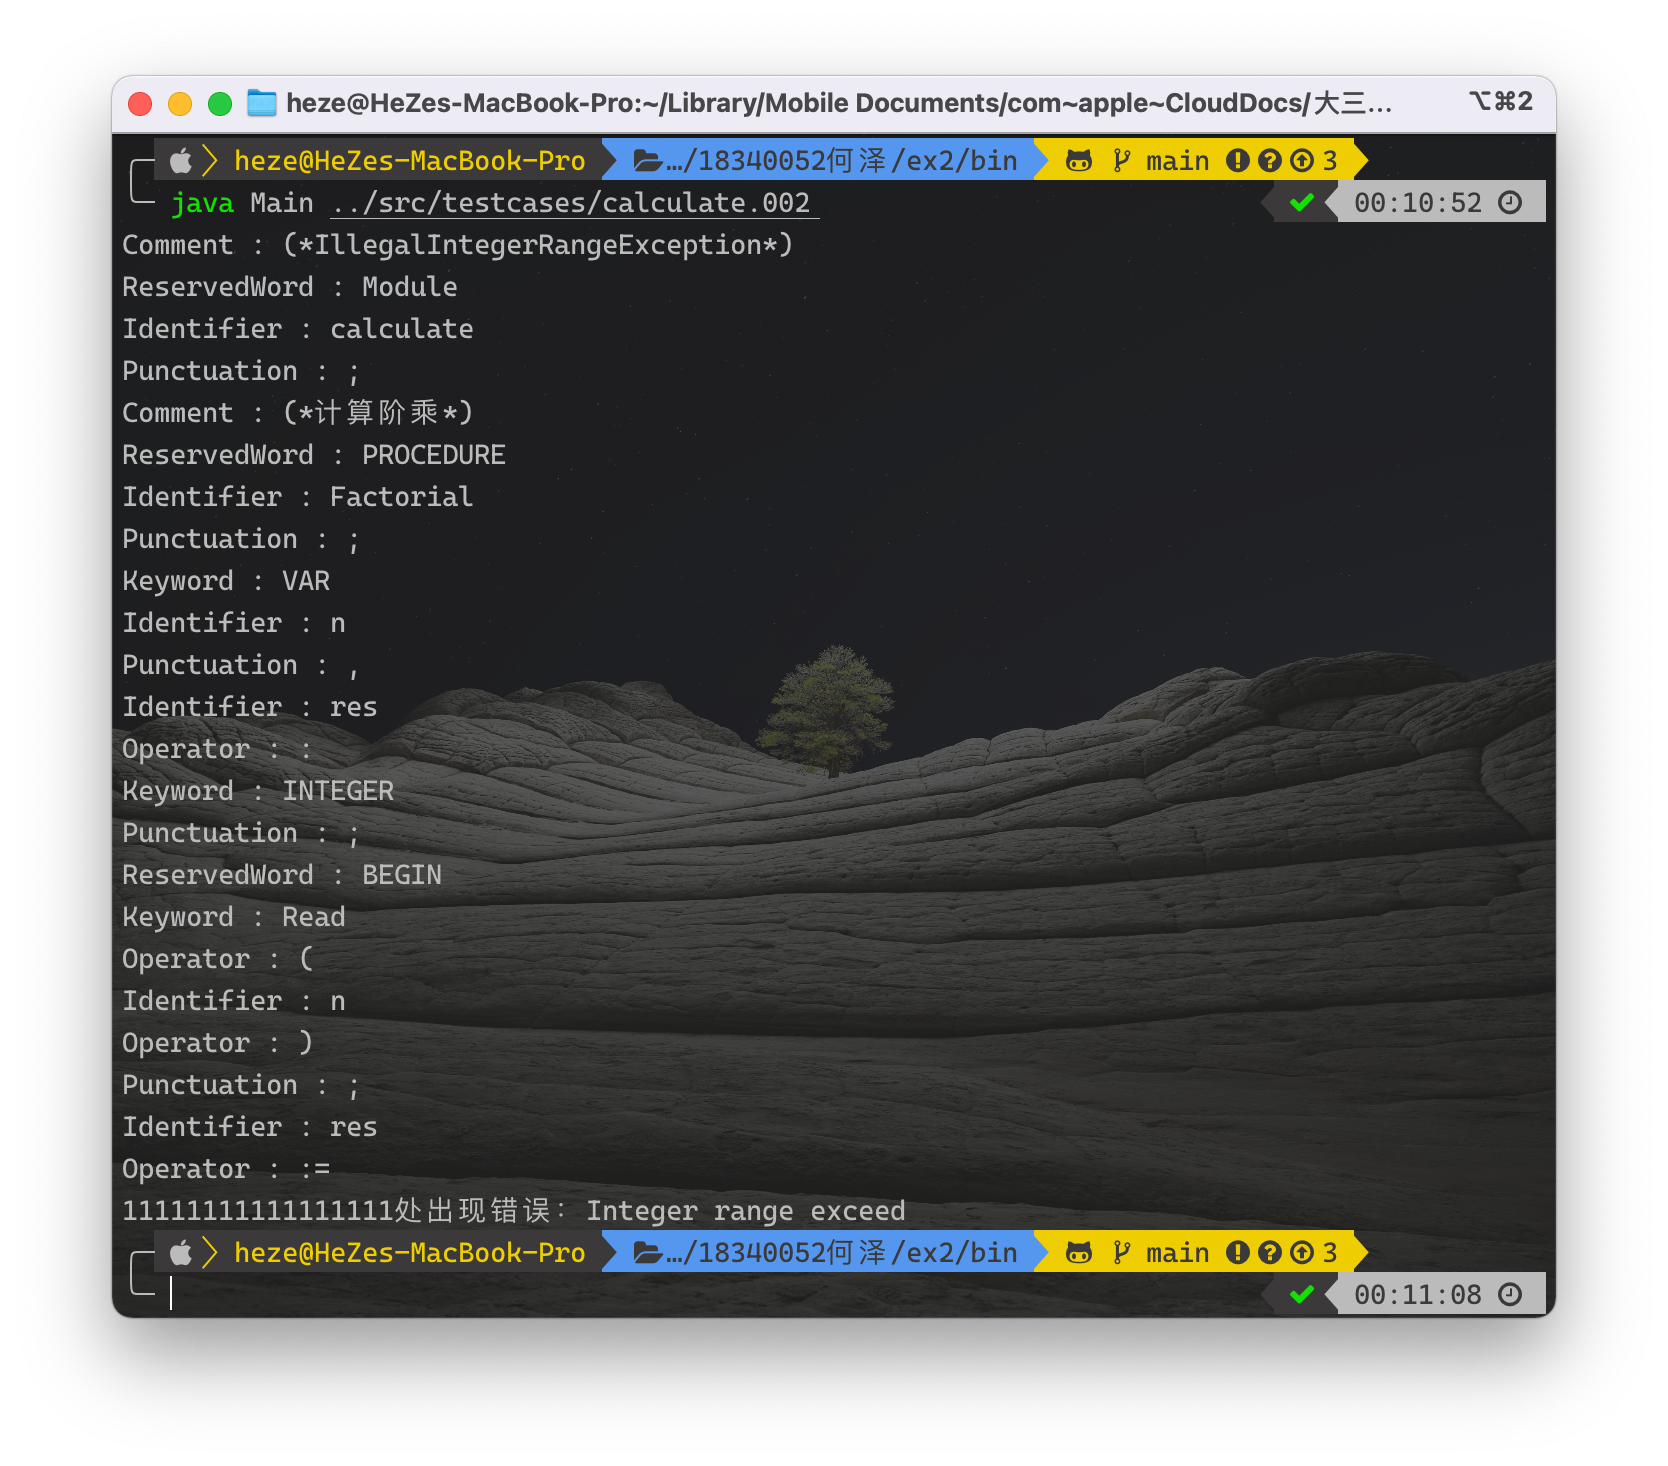 heze@HeZes-MacBook-Pro:~/Library/Mobile Documents/com~apple~CloudDocs/大三... ⌥⌘2
heze@HeZes-MacBook-Pro …/18340052何泽/ex2/bin main 3
java Main ../src/testcases/calculate.002 00:10:52
Comment : (*IllegalIntegerRangeException*)
ReservedWord : Module
Identifier : calculate
Punctuation : ;
Comment : (*计算阶乘*)
ReservedWord : PROCEDURE
Identifier : Factorial
Punctuation : ;
Keyword : VAR
Identifier : n
Punctuation : ,
Identifier : res
Operator : :
Keyword : INTEGER
Punctuation : ;
ReservedWord : BEGIN
Keyword : Read
Operator : (
Identifier : n
Operator : )
Punctuation : ;
Identifier : res
Operator : :=
11111111111111111处出现错误: Integer range exceed
heze@HeZes-MacBook-Pro …/18340052何泽/ex2/bin main 3
00:11:08